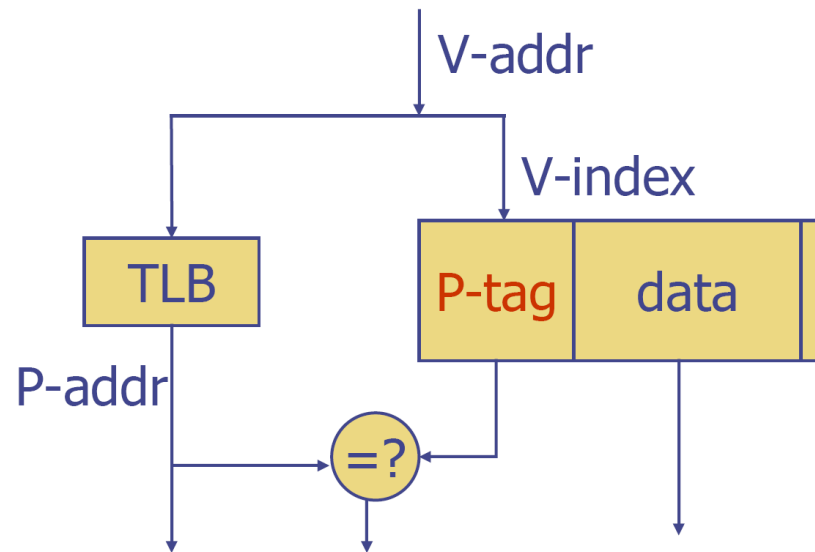 V-addr
V-index
TLB
P-tag
data
P-addr
=?